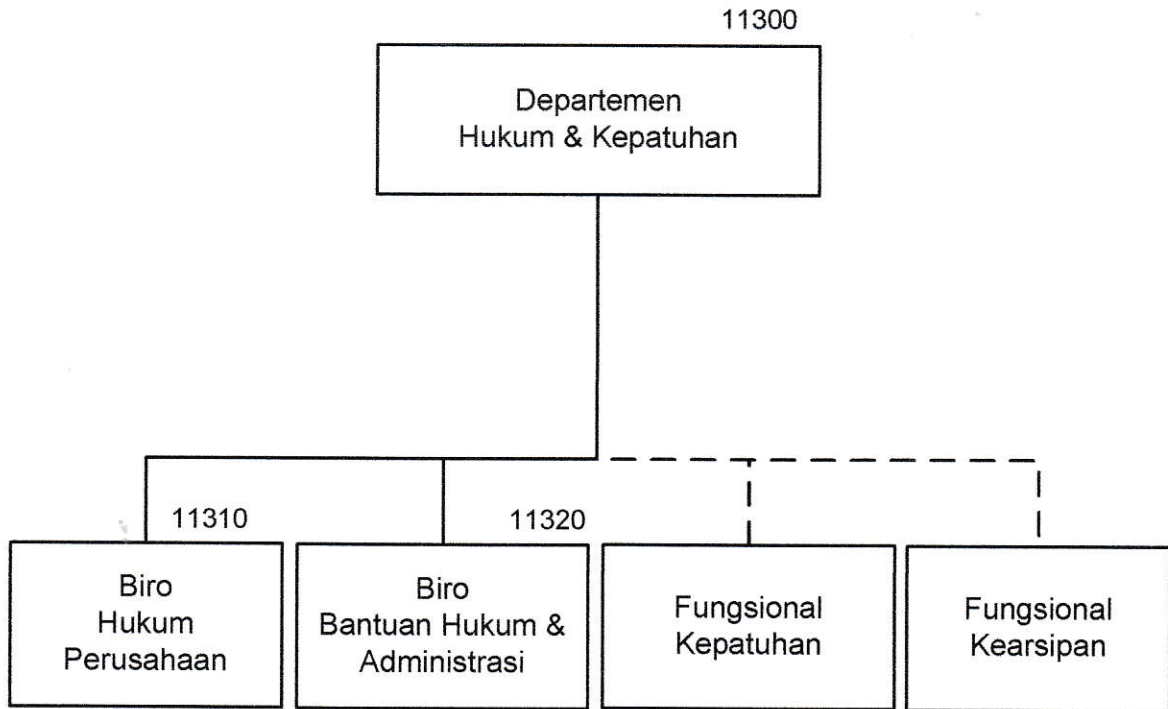 11300
Departemen
Hukum & Kepatuhan
11310
Biro
Hukum
Perusahaan
11320
Biro
Bantuan Hukum &
Administrasi
Fungsional
Kepatuhan
Fungsional
Kearsipan